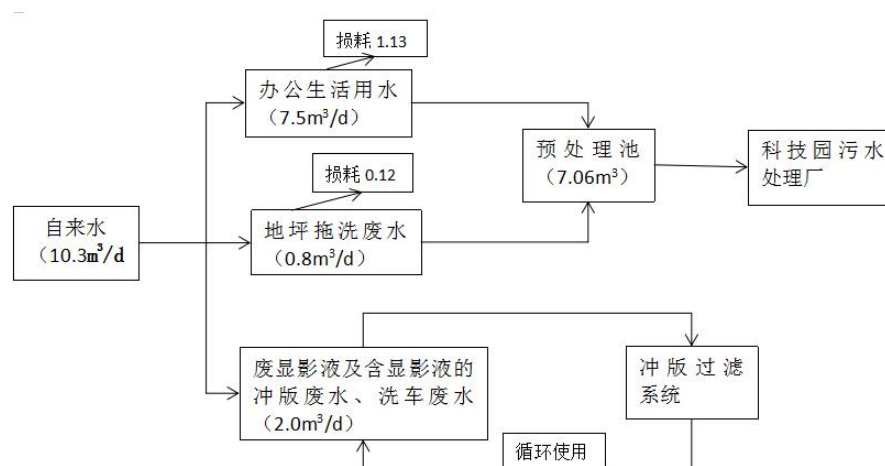 损耗 1.13
办公生活用水
（7.5m³/d）
损耗 0.12
地坪拖洗废水
（0.8m³/d）
预处理池
（7.06m³）
科技园污水
处理厂
自来水
（10.3m³/d
废显影液及含显影液的
冲版废水、洗车废水
（2.0m³/d）
冲版过滤
系统
循环使用